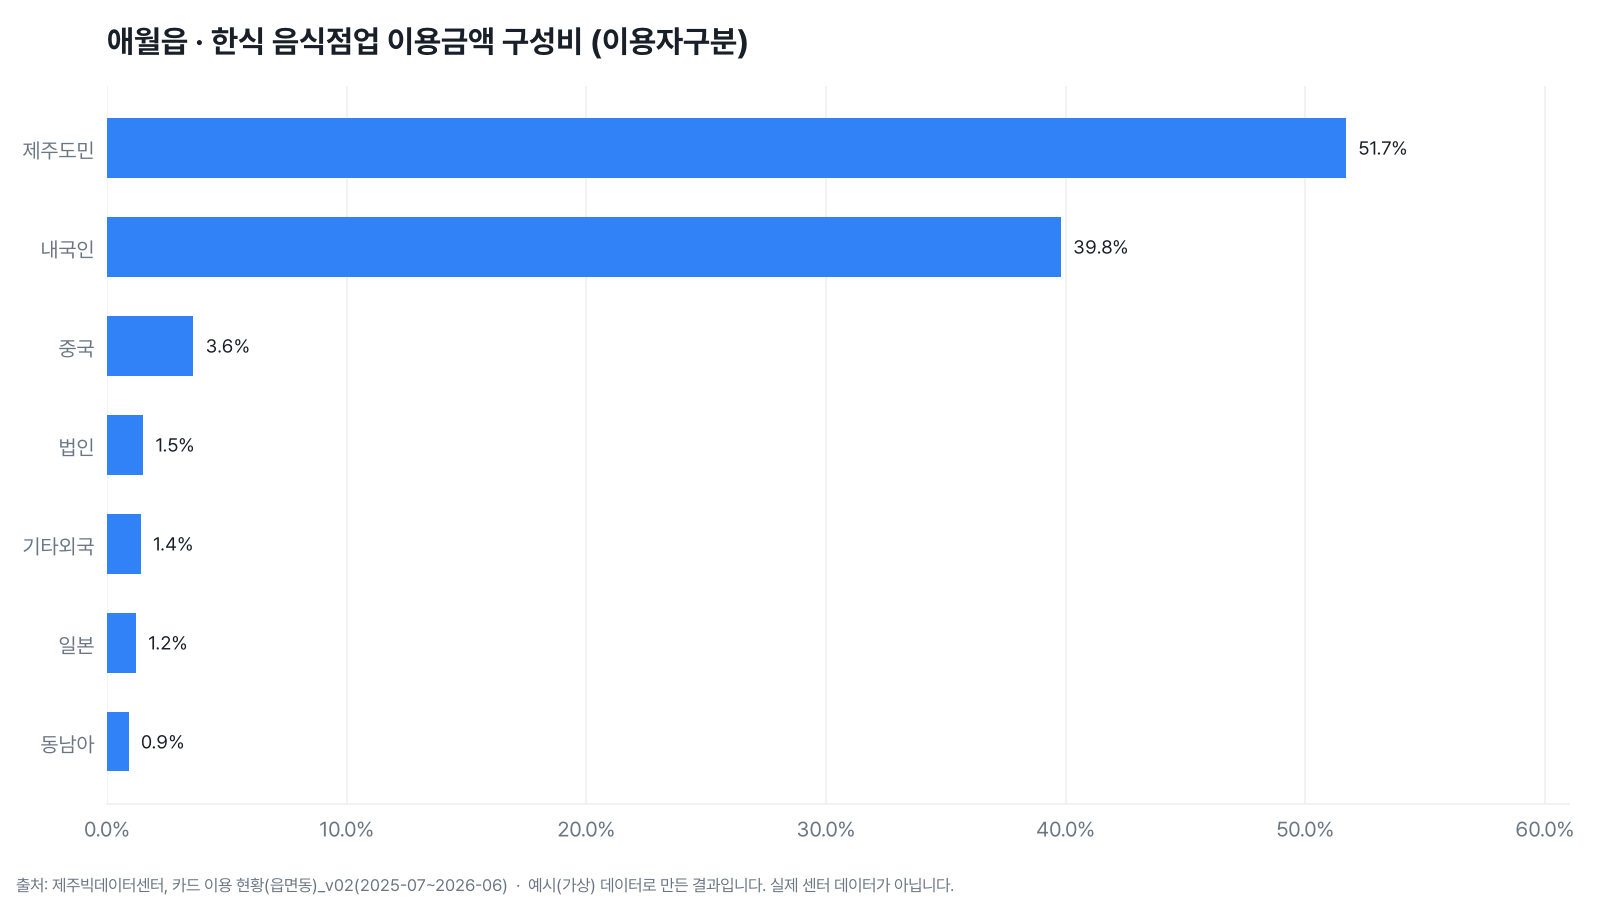 애월읍 · 한식 음식점업 이용금액 구성비 (이용자구분)
제주도민 51.7%
내국인 39.8%
중국 3.6%
법인 1.5%
기타외국 1.4%
일본 1.2%
동남아 0.9%
0.0% 10.0% 20.0% 30.0% 40.0% 50.0% 60.0%
출처: 제주빅데이터센터, 카드 이용 현황(읍면동)_v02(2025-07~2026-06) · 예시(가상) 데이터로 만든 결과입니다. 실제 센터 데이터가 아닙니다.